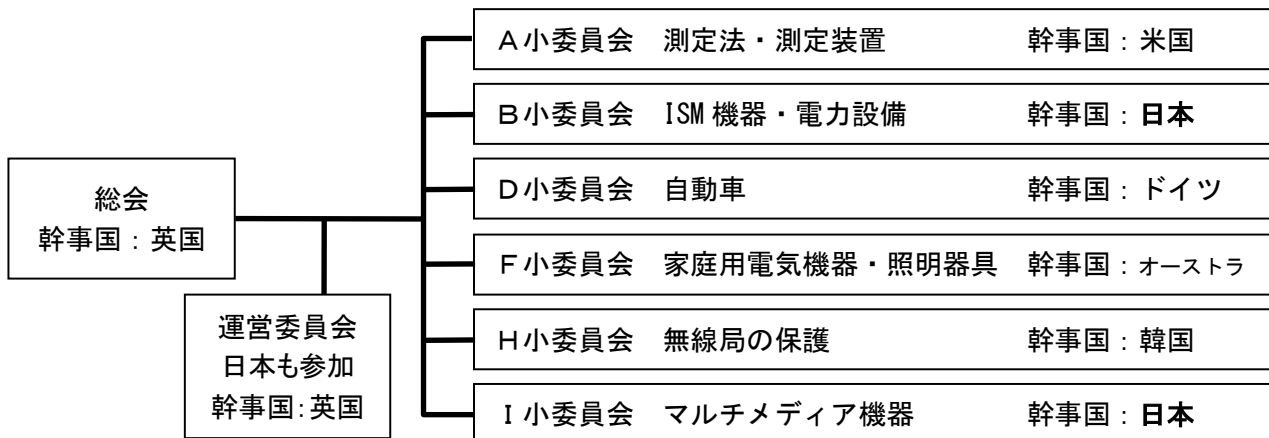 総会
幹事国：英国
運営委員会
日本も参加
幹事国：英国
A小委員会　測定法・測定装置　幹事国：米国
B小委員会　ISM機器・電力設備　幹事国：日本
D小委員会　自動車　幹事国：ドイツ
F小委員会　家庭用電気機器・照明器具　幹事国：オーストラ
H小委員会　無線局の保護　幹事国：韓国
I小委員会　マルチメディア機器　幹事国：日本